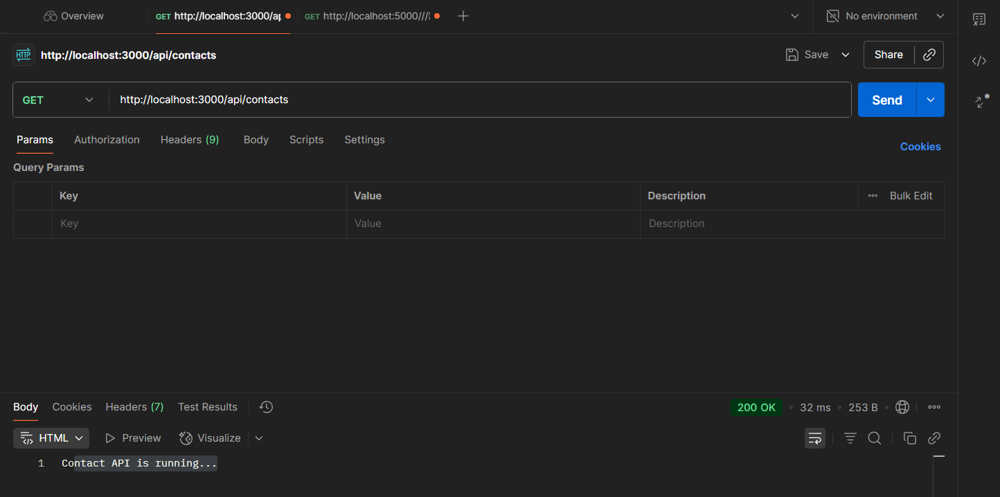 Overview
GET http://localhost:3000/ap
GET http://localhost:5000///
No environment
HTTP http://localhost:3000/api/contacts
Save
Share
GET http://localhost:3000/api/contacts
Send
Params Authorization Headers (9) Body Scripts Settings
Cookies
Query Params
Key Value Description Bulk Edit
Key Value Description
Body Cookies Headers (7) Test Results
200 OK • 32 ms • 253 B
HTML Preview Visualize
1 Contact API is running...